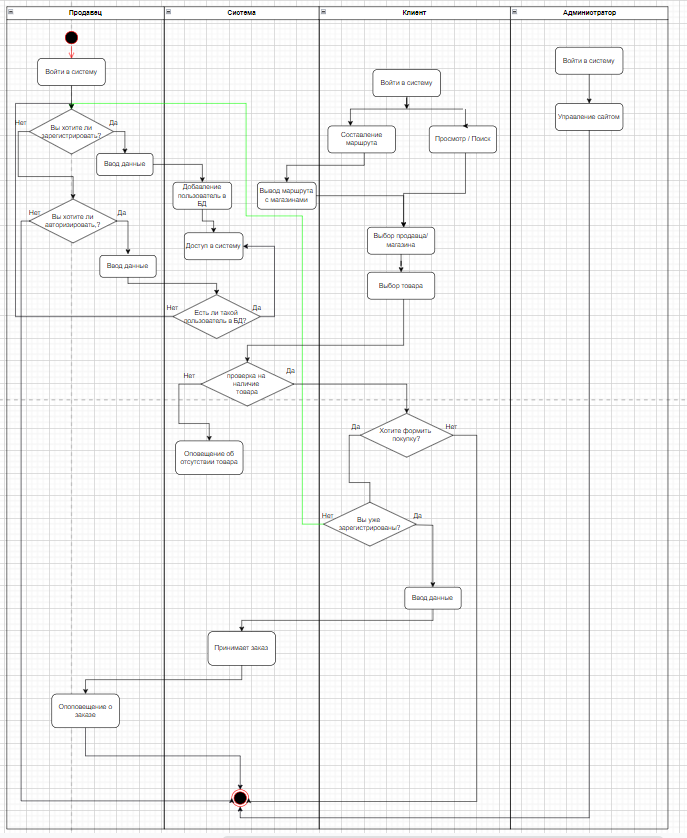 Продавец
Система
Клиент
Администратор
Войти в систему
Войти в систему
Войти в систему
Управление сайтом
Нет
Да
Вы хотите ли
зарегистрировать?
Составление
маршрута
Просмотр / Поиск
Ввод данные
Добавление
пользователя в
БД
Вывод маршрута
с магазинами
Нет
Да
Вы хотите ли
авторизировать,?
Доступ в систему
Выбор продавца/
магазина
Ввод данные
Выбор товара
Нет
Да
Есть ли такой
пользователь в БД?
Нет
Да
проверка на
наличие
товара
Да
Нет
Хотите формить
покупку?
Оповещение об
отсутствии товара
Нет
Да
Вы уже
зарегистрированы?
Ввод данные
Принимает заказ
Опоповещение о
заказе